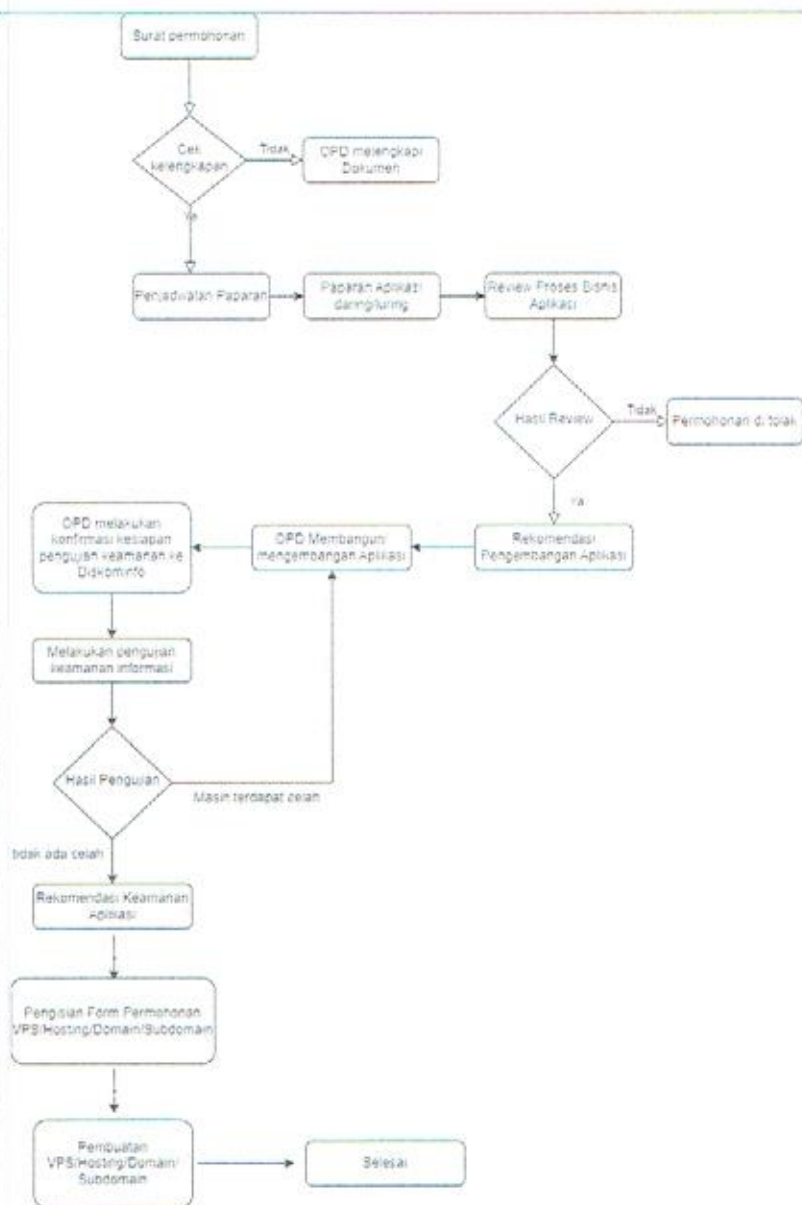 Surat permohonan
Cek
kelengkapan
Tidak
OPD melengkapi
Dokumen
Ya
Penjadwalan Paparan
Paparan Aplikasi
daring/luring
Review Proses Bisnis
Aplikasi
Hasil Review
Tidak
Permohonan di tolak
Ya
Rekomendasi
Pengembangan Aplikasi
OPD Membangun/
mengembangan Aplikasi
OPD melakukan
konfirmasi kesiapan
pengujian keamanan ke
Diskominfo
Melakukan pengujian
keamanan informasi
Hasil Pengujian
Masih terdapat celah
tidak ada celah
Rekomendasi Keamanan
Aplikasi
Pengisian Form Permohonan
VPS/Hosting/Domain/Subdomain
Pembuatan
VPS/Hosting/Domain/
Subdomain
Selesai